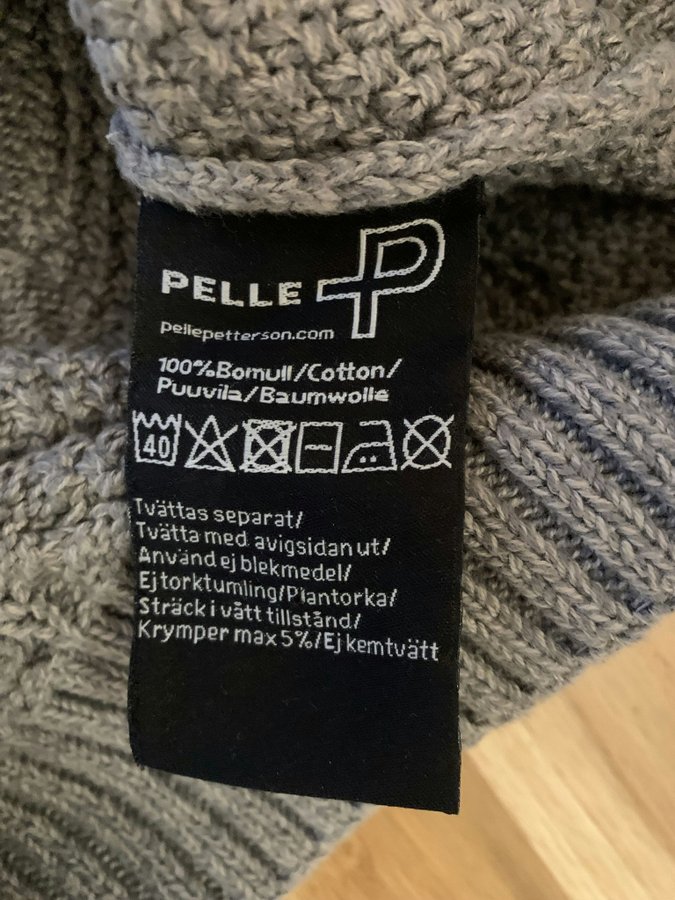 PELLE P
pellepetterson.com
100%Bomull/Cotton/
Puuvila/Baumwolle
40
Tvättas separat/
Tvätta med avigsidan ut/
Använd ej blekmedel/
Ej torktumling/Plantorka/
Sträck i vått tillstånd/
Krymper max 5%/Ej kemtvätt